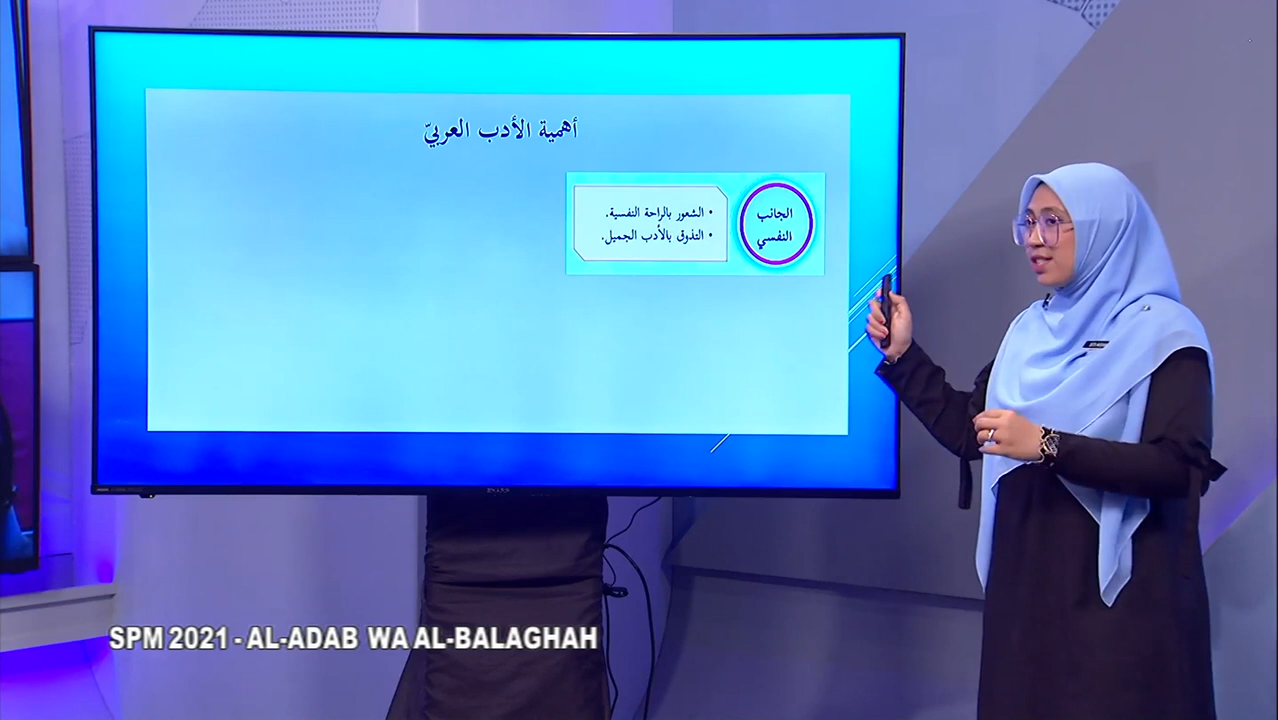 أهمية الأدب العربيّ
الجانب
النفسي
• الشعور بالراحة النفسية.
• التذوق بالأدب الجميل.
SPM 2021 - AL-ADAB WA AL-BALAGHAH